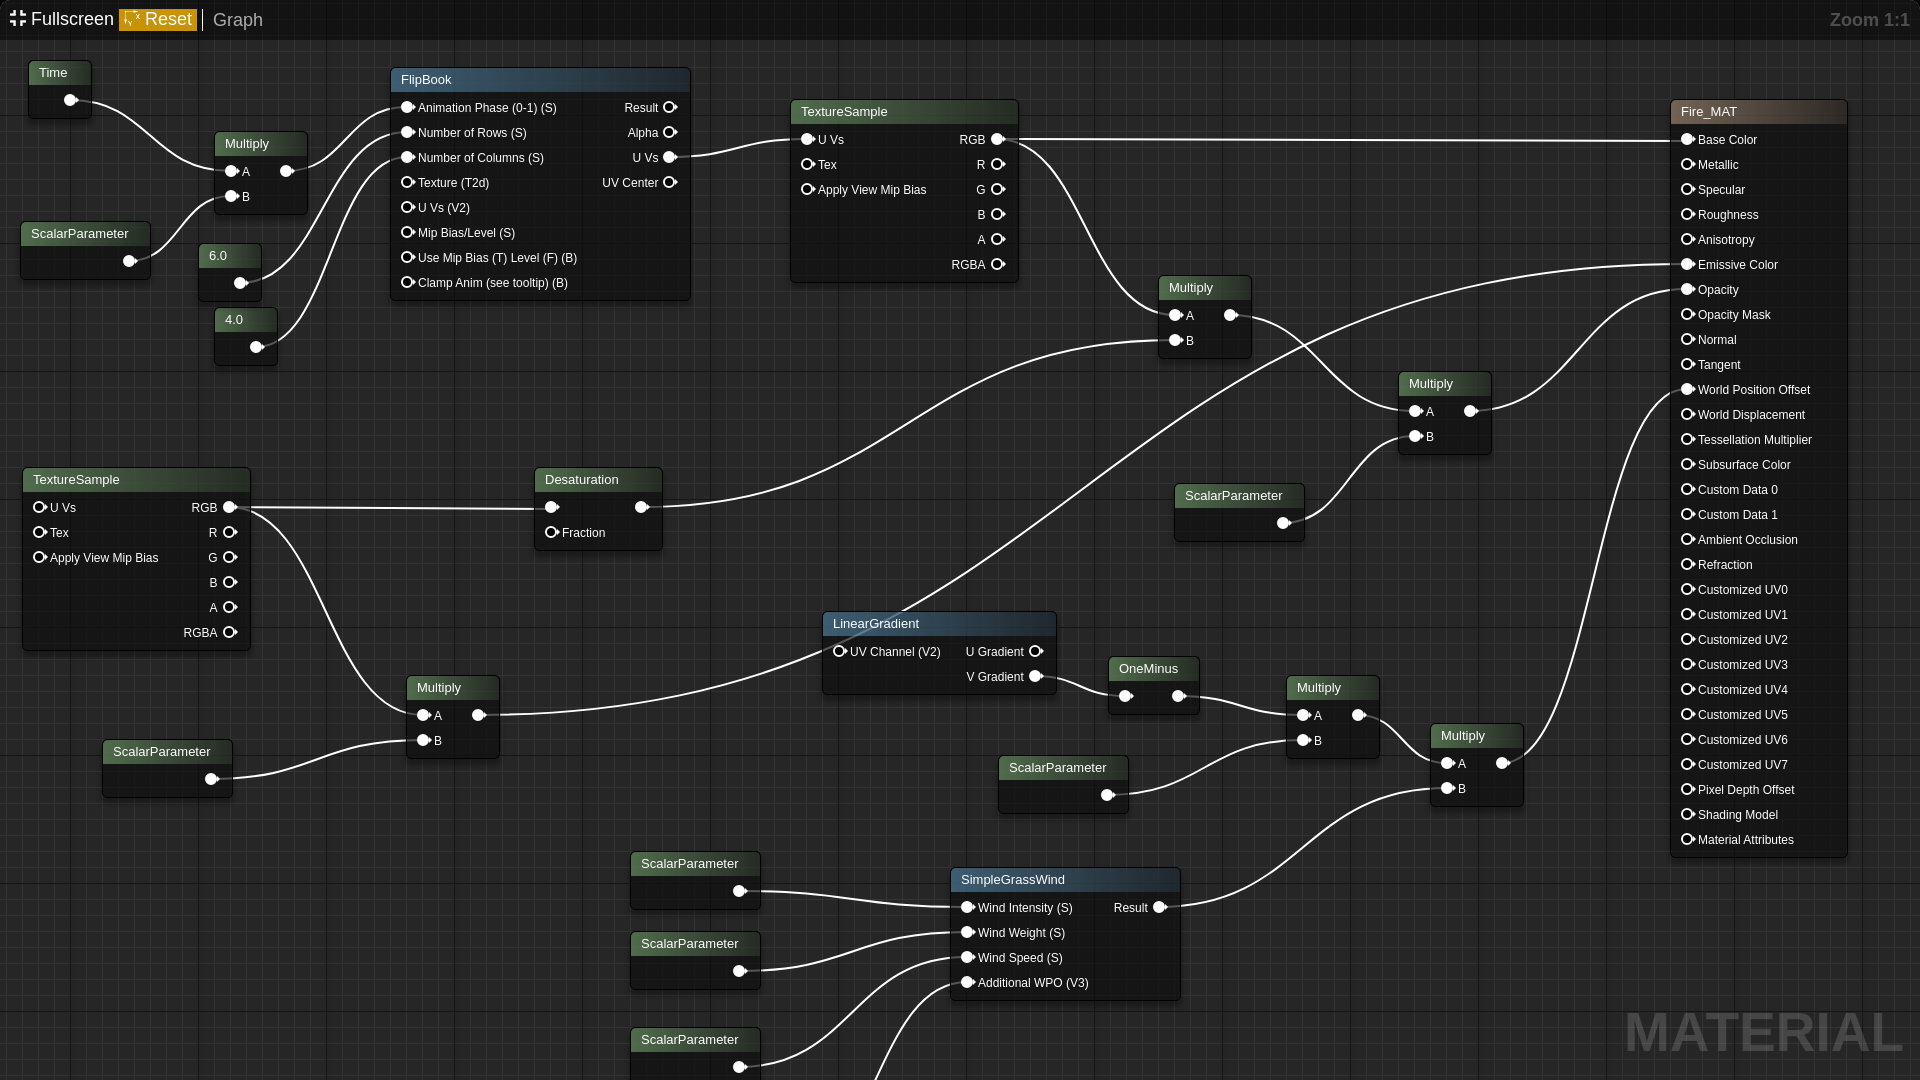 Fullscreen Reset Graph Zoom 1:1
Time
Multiply
A
B
ScalarParameter
6.0
4.0
FlipBook
Animation Phase (0-1) (S) Result
Number of Rows (S) Alpha
Number of Columns (S) U Vs
Texture (T2d) UV Center
U Vs (V2)
Mip Bias/Level (S)
Use Mip Bias (T) Level (F) (B)
Clamp Anim (see tooltip) (B)
TextureSample
U Vs RGB
Tex R
Apply View Mip Bias G
B
A
RGBA
Multiply
A
B
Multiply
A
B
ScalarParameter
Fire_MAT
Base Color
Metallic
Specular
Roughness
Anisotropy
Emissive Color
Opacity
Opacity Mask
Normal
Tangent
World Position Offset
World Displacement
Tessellation Multiplier
Subsurface Color
Custom Data 0
Custom Data 1
Ambient Occlusion
Refraction
Customized UV0
Customized UV1
Customized UV2
Customized UV3
Customized UV4
Customized UV5
Customized UV6
Customized UV7
Pixel Depth Offset
Shading Model
Material Attributes
TextureSample
U Vs RGB
Tex R
Apply View Mip Bias G
B
A
RGBA
Desaturation
Fraction
Multiply
A
B
ScalarParameter
LinearGradient
UV Channel (V2) U Gradient
V Gradient
OneMinus
Multiply
A
B
ScalarParameter
Multiply
A
B
ScalarParameter
ScalarParameter
ScalarParameter
SimpleGrassWind
Wind Intensity (S) Result
Wind Weight (S)
Wind Speed (S)
Additional WPO (V3)
MATERIAL